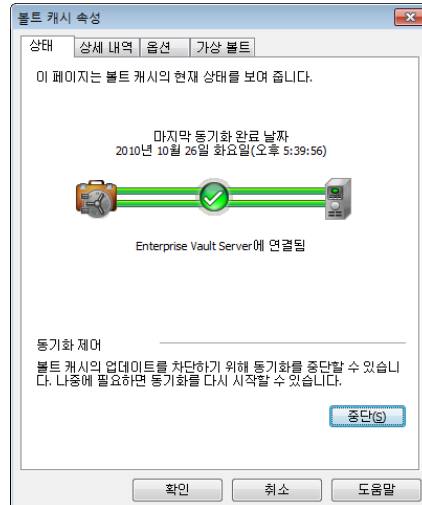 볼트 캐시 속성
상태
상세 내역
옵션
가상 볼트
이 페이지는 볼트 캐시의 현재 상태를 보여 줍니다.
마지막 동기화 완료 날짜
2010년 10월 26일 화요일(오후 5:39:56)
Enterprise Vault Server에 연결됨
동기화 제어
볼트 캐시의 업데이트를 차단하기 위해 동기화를 중단할 수 있습니
다. 나중에 필요하면 동기화를 다시 시작할 수 있습니다.
중단(S)
확인
취소
도움말